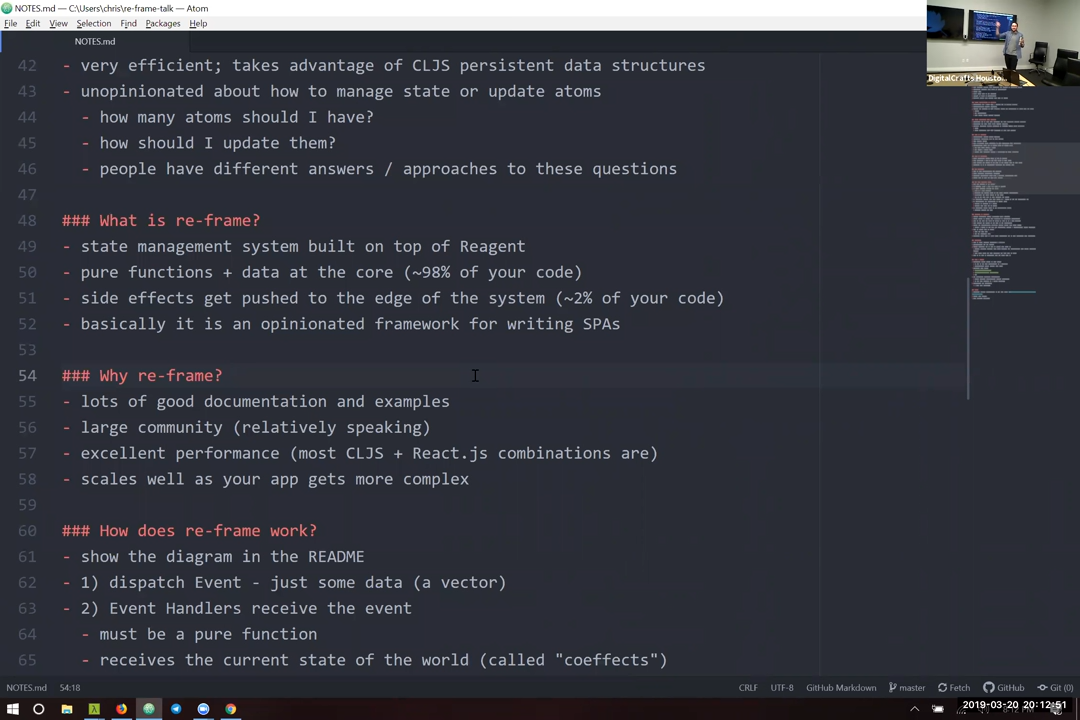 NOTES.md — C:\Users\chris\re-frame-talk — Atom
File Edit View Selection Find Packages Help
NOTES.md
DigitalCrafts Housto...
42 - very efficient; takes advantage of CLJS persistent data structures
43 - unopinionated about how to manage state or update atoms
44 - how many atoms should I have?
45 - how should I update them?
46 - people have different answers / approaches to these questions
47
48 ### What is re-frame?
49 - state management system built on top of Reagent
50 - pure functions + data at the core (~98% of your code)
51 - side effects get pushed to the edge of the system (~2% of your code)
52 - basically it is an opinionated framework for writing SPAs
53
54 ### Why re-frame?
55 - lots of good documentation and examples
56 - large community (relatively speaking)
57 - excellent performance (most CLJS + React.js combinations are)
58 - scales well as your app gets more complex
59
60 ### How does re-frame work?
61 - show the diagram in the README
62 - 1) dispatch Event - just some data (a vector)
63 - 2) Event Handlers receive the event
64 - must be a pure function
65 - receives the current state of the world (called "coeffects")
NOTES.md 54:18 CRLF UTF-8 GitHub Markdown master Fetch GitHub Git (0)
2019-03-20 20:12:51